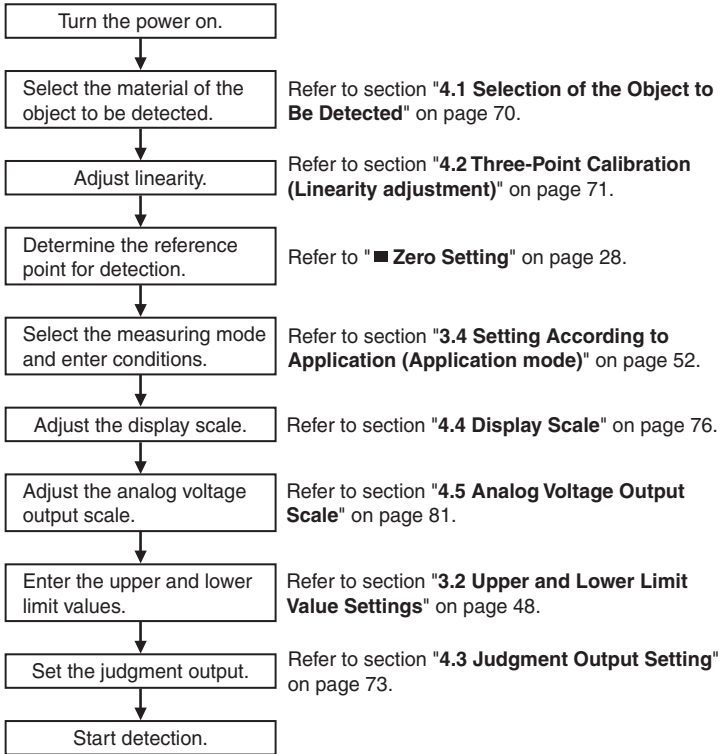 Turn the power on.
Select the material of the
object to be detected.
Refer to section "4.1 Selection of the Object to
Be Detected" on page 70.
Adjust linearity.
Refer to section "4.2 Three-Point Calibration
(Linearity adjustment)" on page 71.
Determine the reference
point for detection.
Refer to "■ Zero Setting" on page 28.
Select the measuring mode
and enter conditions.
Refer to section "3.4 Setting According to
Application (Application mode)" on page 52.
Adjust the display scale.
Refer to section "4.4 Display Scale" on page 76.
Adjust the analog voltage
output scale.
Refer to section "4.5 Analog Voltage Output
Scale" on page 81.
Enter the upper and lower
limit values.
Refer to section "3.2 Upper and Lower Limit
Value Settings" on page 48.
Set the judgment output.
Refer to section "4.3 Judgment Output Setting"
on page 73.
Start detection.